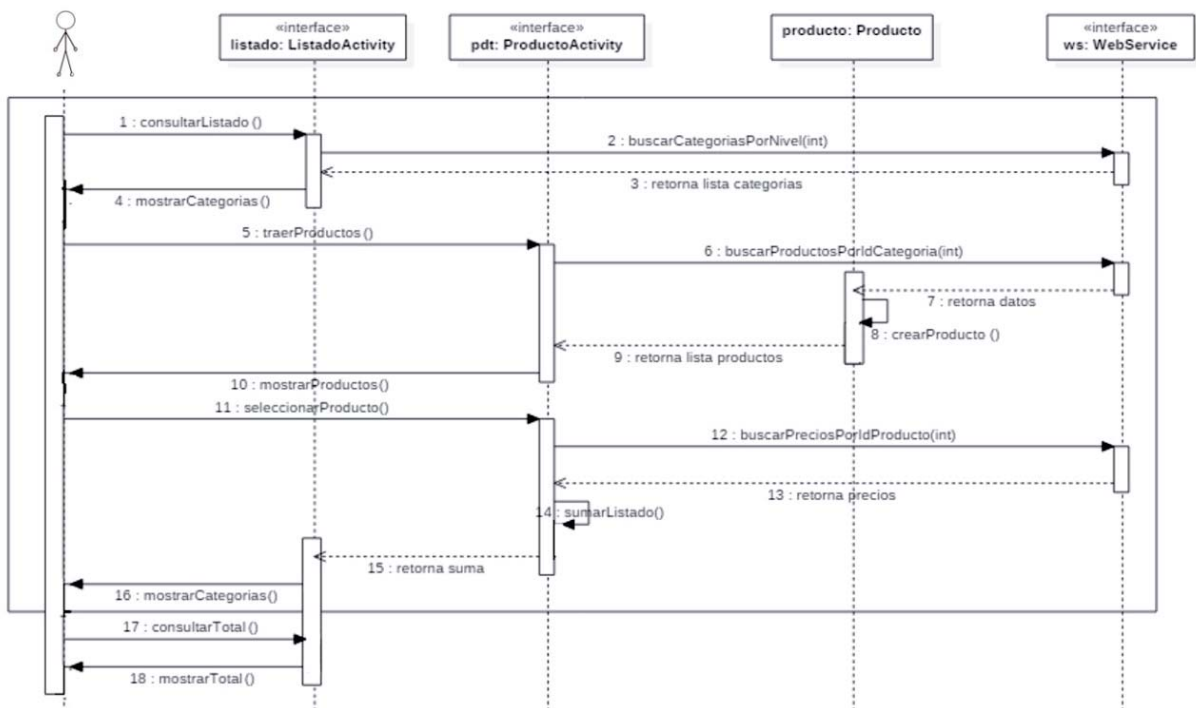 «interface»
listado: ListadoActivity
«interface»
pdt: ProductoActivity
producto: Producto
«interface»
ws: WebService
1 : consultarListado ()
2 : buscarCategoriasPorNivel(int)
3 : retorna lista categorias
4 : mostrarCategorias()
5 : traerProductos ()
6 : buscarProductosPorIdCategoria(int)
7 : retorna datos
8 : crearProducto ()
9 : retorna lista productos
10 : mostrarProductos()
11 : seleccionarProducto()
12 : buscarPreciosPorIdProducto(int)
13 : retorna precios
14 : sumarListado()
15 : retorna suma
16 : mostrarCategorias()
17 : consultarTotal ()
18 : mostrarTotal ()